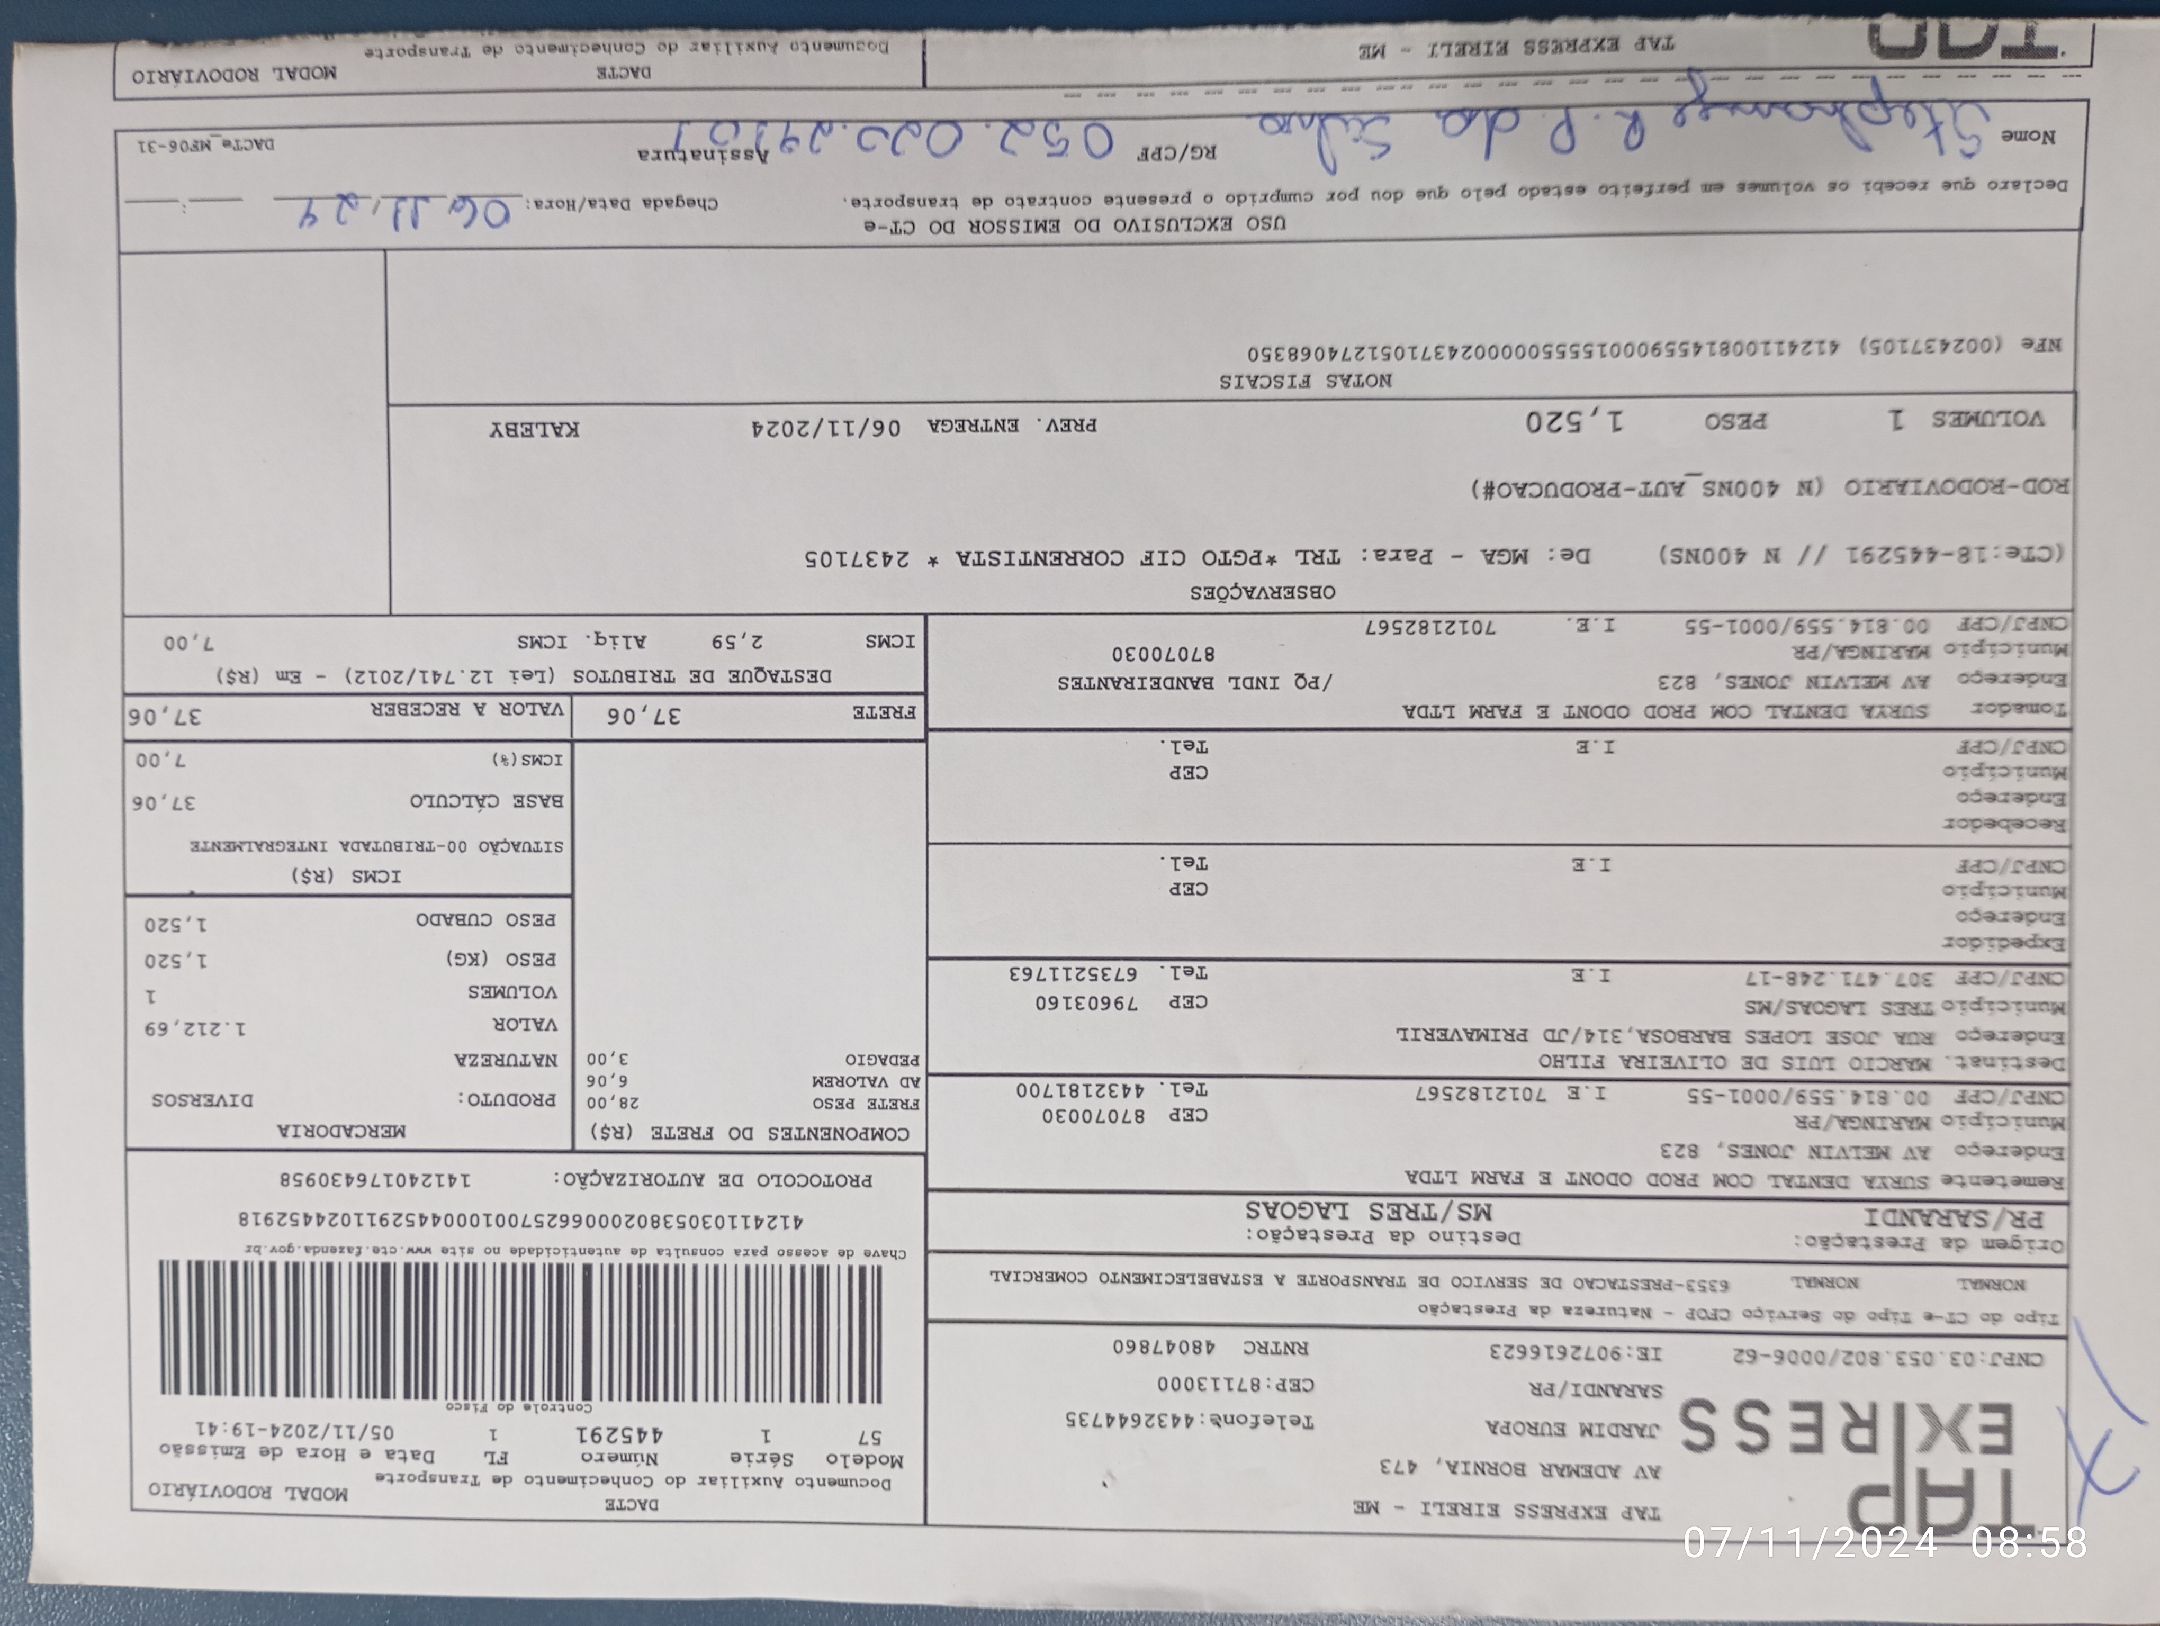 TAP
EXPRESS
TAP EXPRESS EIRELI - ME
AV ADEMAR BORNIA, 473
JARDIM EUROPA Telefone:4432644735
SARANDI/PR CEP:87113000
CNPJ:03.053.802/0006-62 IE:9072616623 RNTRC 48047860
DACTE MODAL RODOVIÁRIO
Documento Auxiliar do Conhecimento de Transporte
Modelo Série Número FL Data e Hora de Emissão
57 1 445291 1 05/11/2024-19:41
Controle do Fisco
Chave de acesso para consulta de autenticidade no site www.cte.fazenda.gov.br
41241103053802000662570010004452911024452918
PROTOCOLO DE AUTORIZAÇÃO: 141240176430958
Tipo do CT-e Tipo do Serviço CFOP - Natureza da Prestação
NORMAL NORMAL 6353-PRESTACAO DE SERVICO DE TRANSPORTE A ESTABELECIMENTO COMERCIAL
Origem da Prestação: Destino da Prestação:
PR/SARANDI MS/TRES LAGOAS
Remetente SURYA DENTAL COM PROD ODONT E FARM LTDA
Endereço AV MELVIN JONES, 823
Município MARINGA/PR CEP 87070030
CNPJ/CPF 00.814.559/0001-55 I.E 7012182567 Tel. 4432181700
Destinat. MARCIO LUIS DE OLIVEIRA FILHO
Endereço RUA JOSE LOPES BARBOSA,314/JD PRIMAVERIL
Município TRES LAGOAS/MS CEP 79603160
CNPJ/CPF 307.471.248-17 I.E Tel. 6735211763
Expedidor
Endereço
Município CEP
CNPJ/CPF I.E Tel.
Recebedor
Endereço
Município CEP
CNPJ/CPF I.E Tel.
Tomador SURYA DENTAL COM PROD ODONT E FARM LTDA
Endereço AV MELVIN JONES, 823 /PQ INDL BANDEIRANTES
Município MARINGA/PR 87070030
CNPJ/CPF 00.814.559/0001-55 I.E. 7012182567
COMPONENTES DO FRETE (R$)
FRETE PESO 28,00
AD VALOREM 6,06
PEDAGIO 3,00
MERCADORIA
PRODUTO: DIVERSOS
NATUREZA
VALOR 1.212,69
VOLUMES 1
PESO (KG) 1,520
PESO CUBADO 1,520
ICMS (R$)
SITUAÇÃO 00-TRIBUTADA INTEGRALMENTE
BASE CÁLCULO 37,06
ICMS(%) 7,00
FRETE 37,06 VALOR A RECEBER 37,06
DESTAQUE DE TRIBUTOS (Lei 12.741/2012) - Em (R$)
ICMS 2,59 Aliq. ICMS 7,00
OBSERVAÇÕES
(CTe:18-445291 // N 400NS) De: MGA - Para: TRL *PGTO CIF CORRENTISTA * 2437105
ROD-RODOVIARIO (N 400NS_AUT-PRODUCAO#)
VOLUMES 1 PESO 1,520 PREV. ENTREGA 06/11/2024 KALEBY
NOTAS FISCAIS
NFe (002437105) 41241100814559000155550000024371051274068350
USO EXCLUSIVO DO EMISSOR DO CT-e
Declaro que recebi os volumes em perfeito estado pelo que dou por cumprido o presente contrato de transporte. Chegada Data/Hora: 06/11/24 __:__
Nome R. P. da Silva RG/CPF Assinatura DACTe_MF06-31
TAP EXPRESS EIRELI - ME
DACTE MODAL RODOVIÁRIO
Documento Auxiliar do Conhecimento de Transporte
07/11/2024 08:58